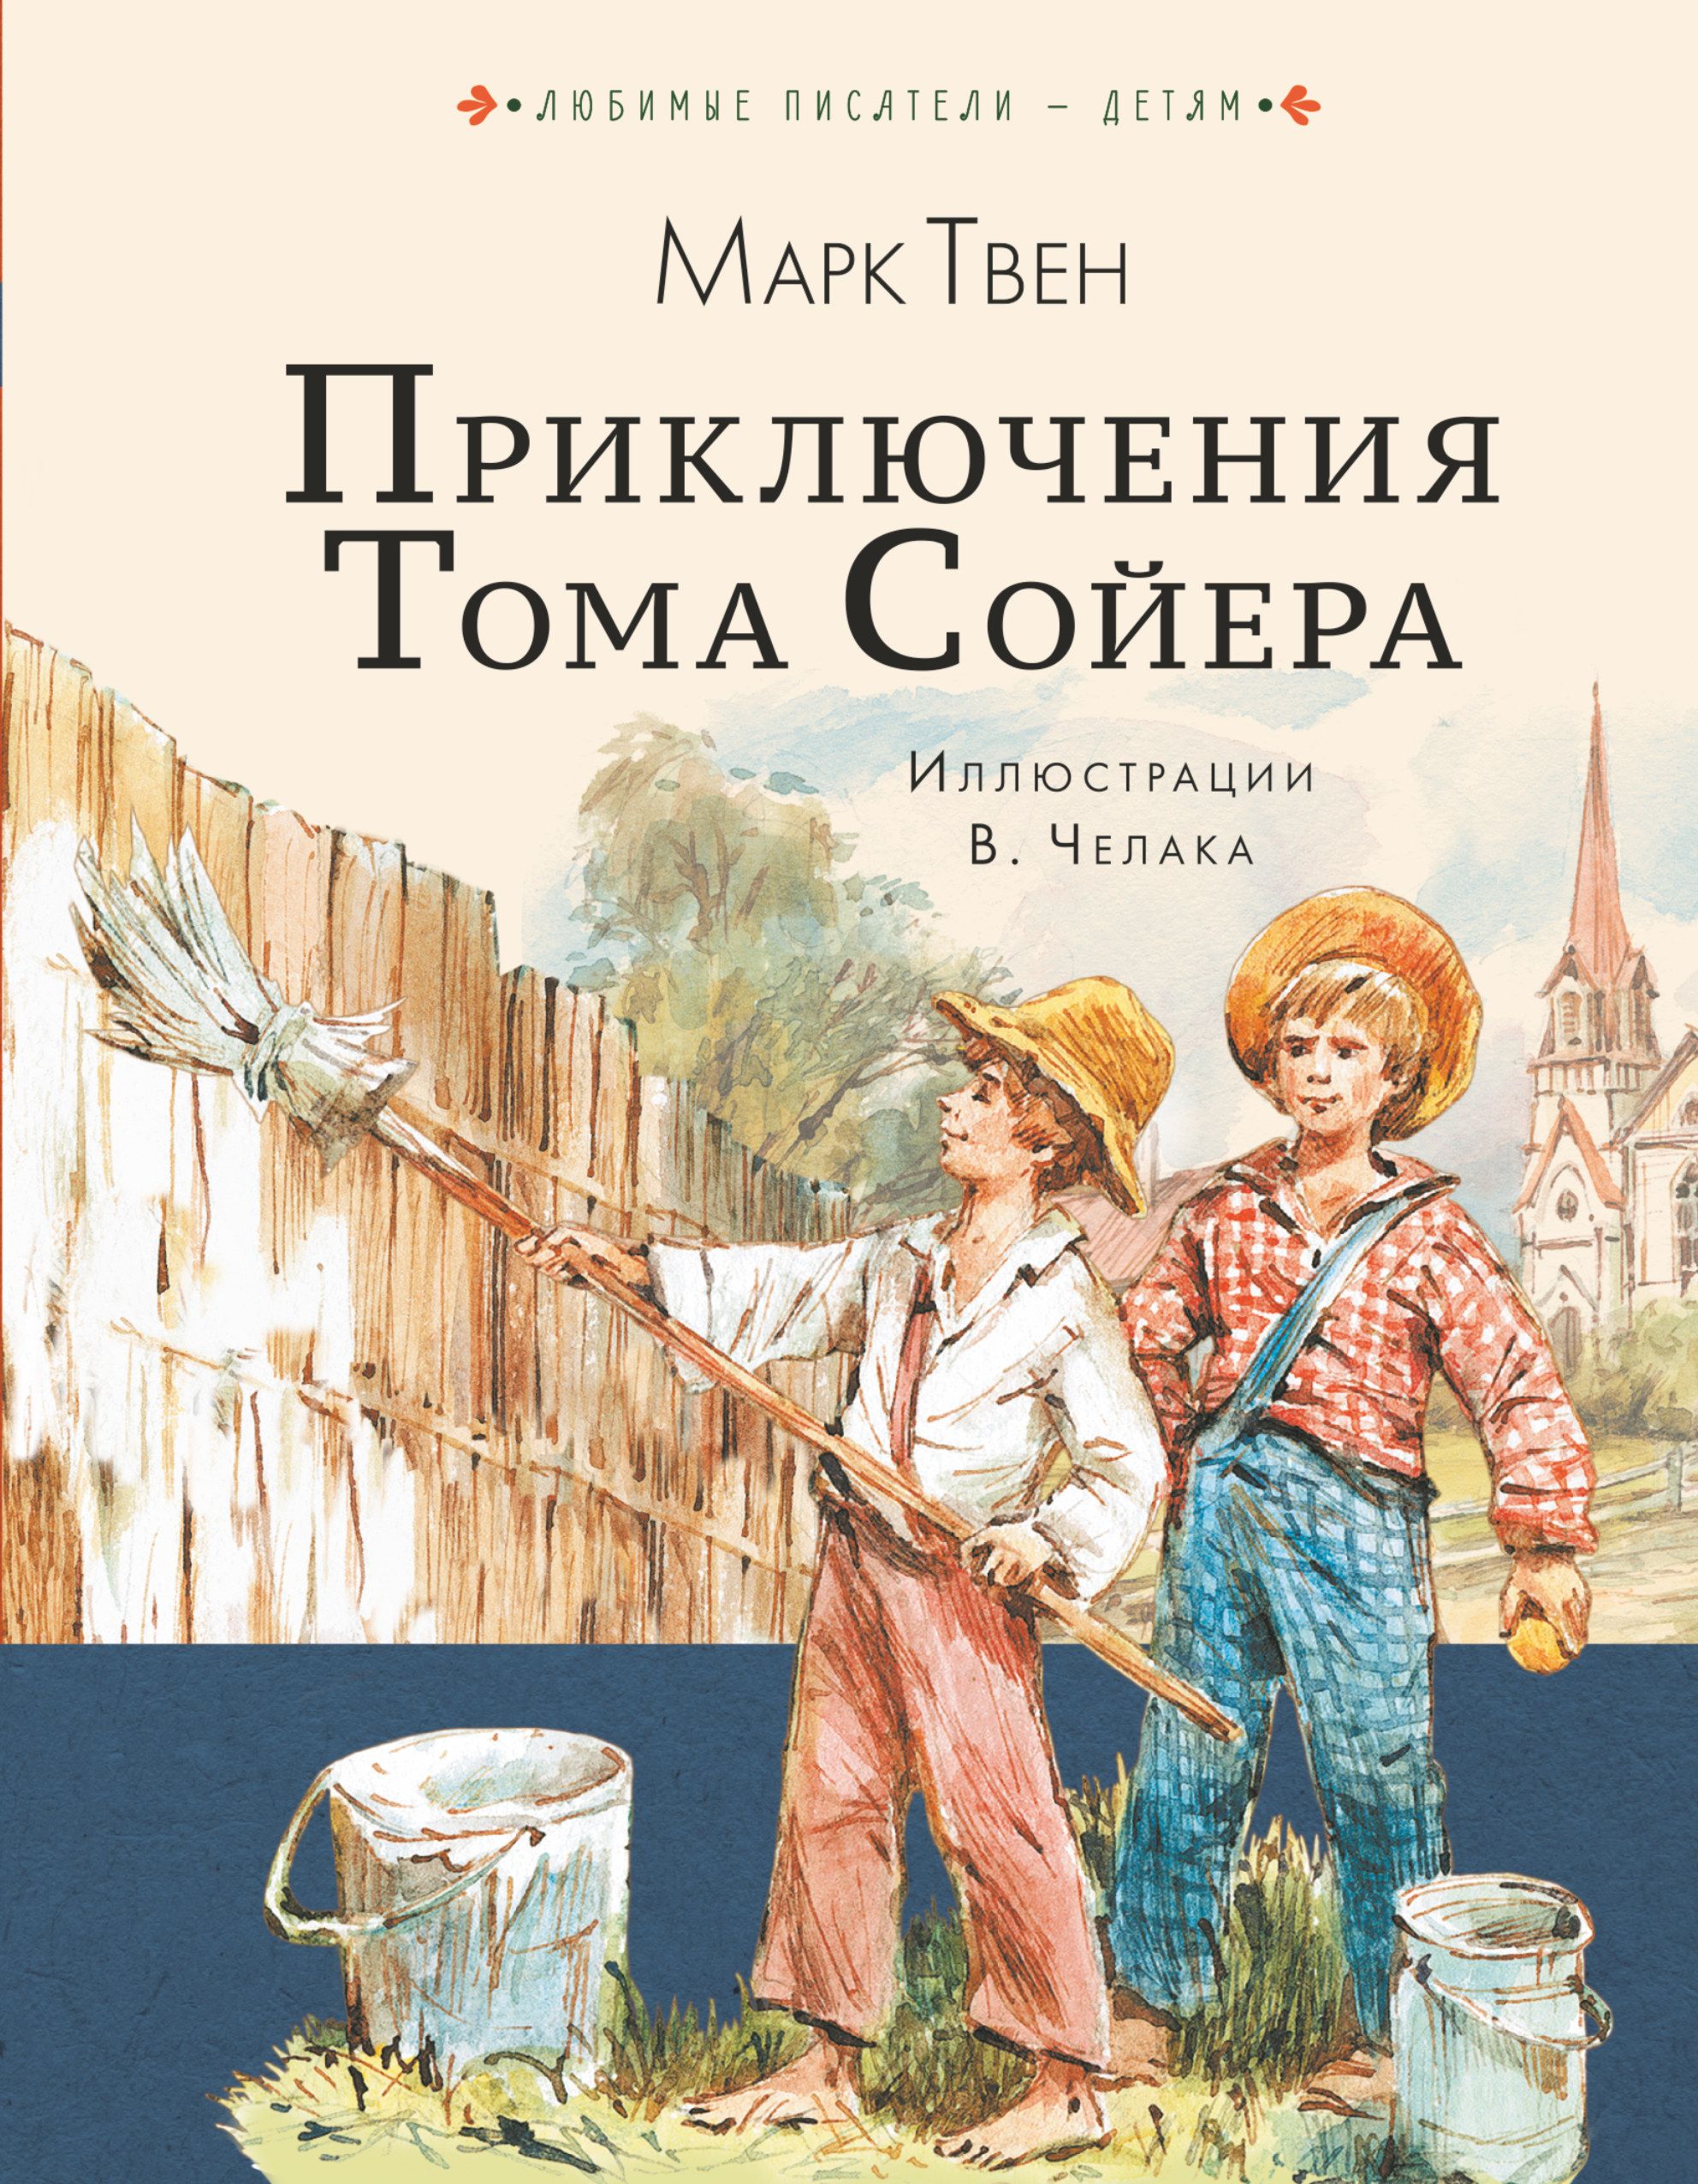 ЛЮБИМЫЕ ПИСАТЕЛИ – ДЕТЯМ
МАРК ТВЕН
ПРИКЛЮЧЕНИЯ
ТОМА СОЙЕРА
ИЛЛЮСТРАЦИИ
В. ЧЕЛАКА